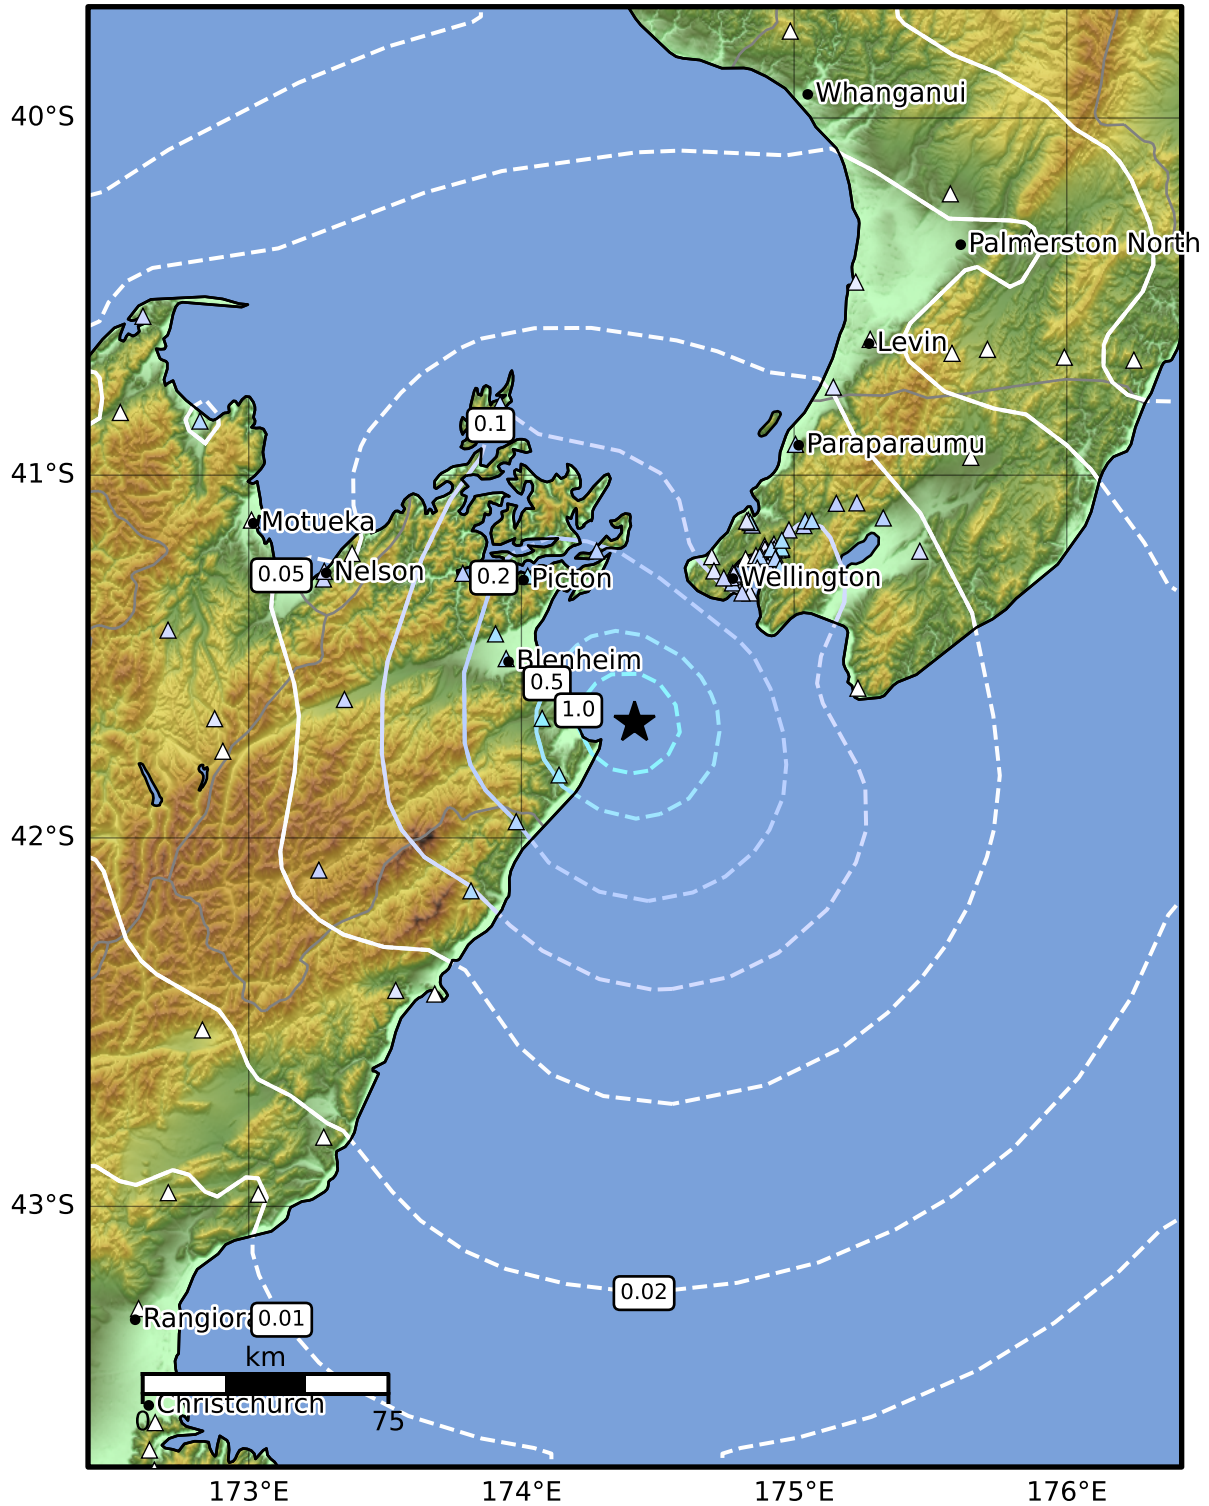 Whanganui
40°S
Palmerston North
Levin
0.1
Paraparaumu
41°S
Motueka
0.05
Nelson
0.2
Picton
Wellington
Blenheim
0.5
1.0
42°S
43°S
0.02
Rangiora
0.01
km
Christchurch
0 75
173°E 174°E 175°E 176°E